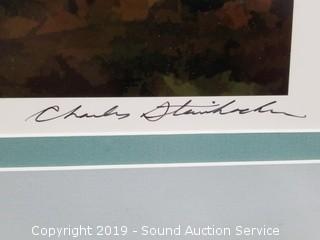 Charles Steinhacker
Copyright 2019 - Sound Auction Service